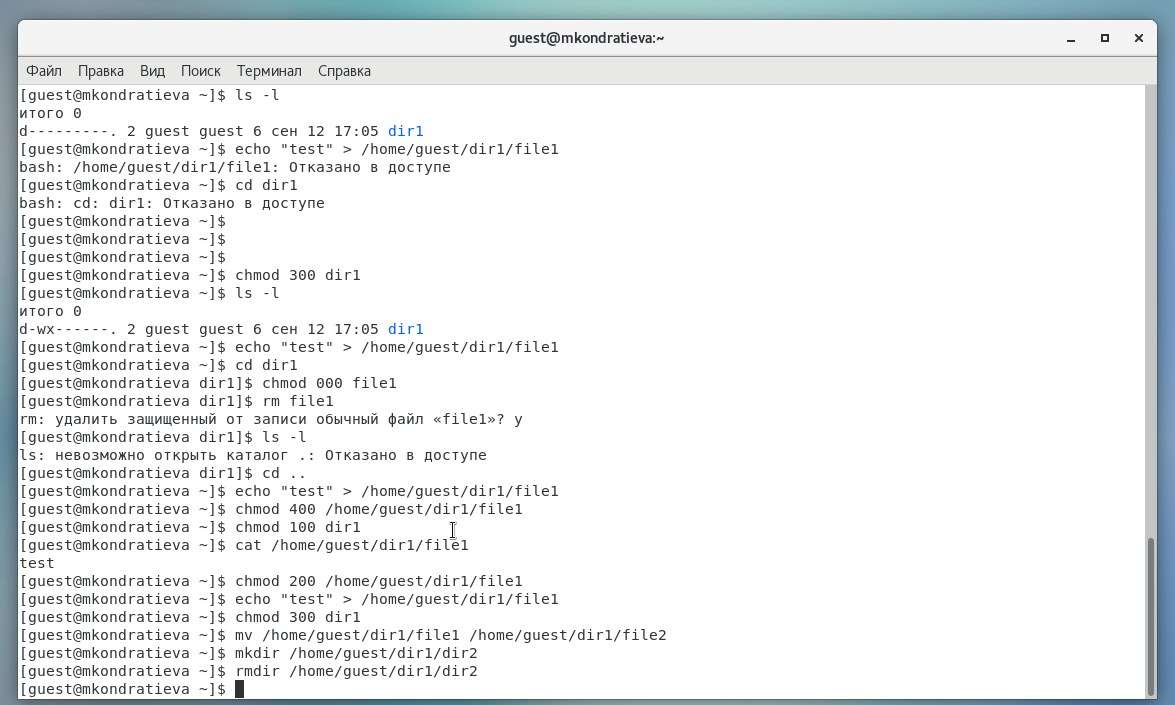 guest@mkondratieva:~
Файл Правка Вид Поиск Терминал Справка
[guest@mkondratieva ~]$ ls -l
итого 0
d---------. 2 guest guest 6 сен 12 17:05 dir1
[guest@mkondratieva ~]$ echo "test" > /home/guest/dir1/file1
bash: /home/guest/dir1/file1: Отказано в доступе
[guest@mkondratieva ~]$ cd dir1
bash: cd: dir1: Отказано в доступе
[guest@mkondratieva ~]$
[guest@mkondratieva ~]$
[guest@mkondratieva ~]$
[guest@mkondratieva ~]$ chmod 300 dir1
[guest@mkondratieva ~]$ ls -l
итого 0
d-wx------. 2 guest guest 6 сен 12 17:05 dir1
[guest@mkondratieva ~]$ echo "test" > /home/guest/dir1/file1
[guest@mkondratieva ~]$ cd dir1
[guest@mkondratieva dir1]$ chmod 000 file1
[guest@mkondratieva dir1]$ rm file1
rm: удалить защищенный от записи обычный файл «file1»? y
[guest@mkondratieva dir1]$ ls -l
ls: невозможно открыть каталог .: Отказано в доступе
[guest@mkondratieva dir1]$ cd ..
[guest@mkondratieva ~]$ echo "test" > /home/guest/dir1/file1
[guest@mkondratieva ~]$ chmod 400 /home/guest/dir1/file1
[guest@mkondratieva ~]$ chmod 100 dir1
[guest@mkondratieva ~]$ cat /home/guest/dir1/file1
test
[guest@mkondratieva ~]$ chmod 200 /home/guest/dir1/file1
[guest@mkondratieva ~]$ echo "test" > /home/guest/dir1/file1
[guest@mkondratieva ~]$ chmod 300 dir1
[guest@mkondratieva ~]$ mv /home/guest/dir1/file1 /home/guest/dir1/file2
[guest@mkondratieva ~]$ mkdir /home/guest/dir1/dir2
[guest@mkondratieva ~]$ rmdir /home/guest/dir1/dir2
[guest@mkondratieva ~]$